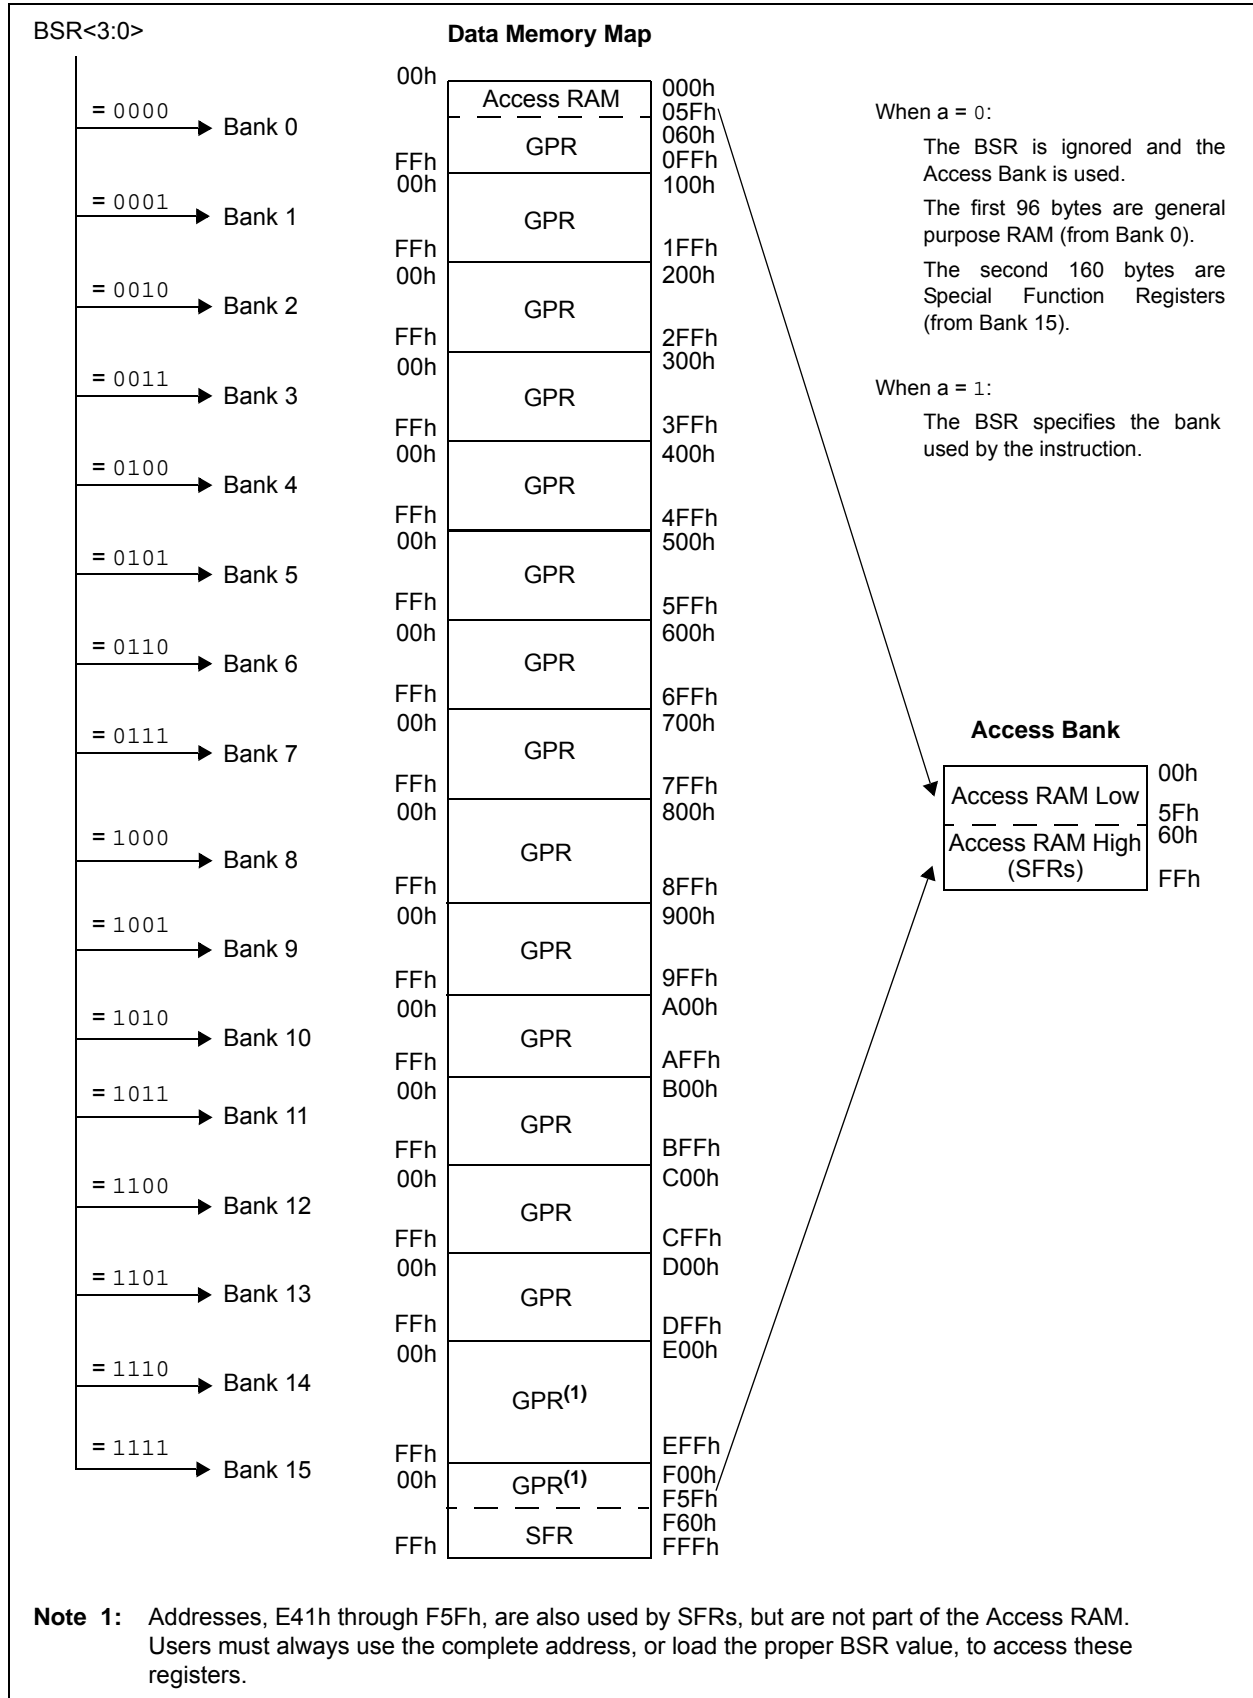 BSR<3:0>
Data Memory Map
= 0000
Bank 0
00h
Access RAM
000h
05Fh
GPR
060h
FFh
0FFh
= 0001
Bank 1
00h
100h
GPR
FFh
1FFh
= 0010
Bank 2
00h
200h
GPR
FFh
2FFh
= 0011
Bank 3
00h
300h
GPR
FFh
3FFh
= 0100
Bank 4
00h
400h
GPR
FFh
4FFh
= 0101
Bank 5
00h
500h
GPR
FFh
5FFh
= 0110
Bank 6
00h
600h
GPR
FFh
6FFh
= 0111
Bank 7
00h
700h
GPR
FFh
7FFh
= 1000
Bank 8
00h
800h
GPR
FFh
8FFh
= 1001
Bank 9
00h
900h
GPR
FFh
9FFh
= 1010
Bank 10
00h
A00h
GPR
FFh
AFFh
= 1011
Bank 11
00h
B00h
GPR
FFh
BFFh
= 1100
Bank 12
00h
C00h
GPR
FFh
CFFh
= 1101
Bank 13
00h
D00h
GPR
FFh
DFFh
= 1110
Bank 14
00h
E00h
GPR(1)
FFh
EFFh
= 1111
Bank 15
00h
F00h
GPR(1)
F5Fh
SFR
F60h
FFh
FFFh
When a = 0:
The BSR is ignored and the
Access Bank is used.
The first 96 bytes are general
purpose RAM (from Bank 0).
The second 160 bytes are
Special Function Registers
(from Bank 15).
When a = 1:
The BSR specifies the bank
used by the instruction.
Access Bank
Access RAM Low
00h
5Fh
Access RAM High
(SFRs)
60h
FFh
Note 1: Addresses, E41h through F5Fh, are also used by SFRs, but are not part of the Access RAM.
Users must always use the complete address, or load the proper BSR value, to access these
registers.